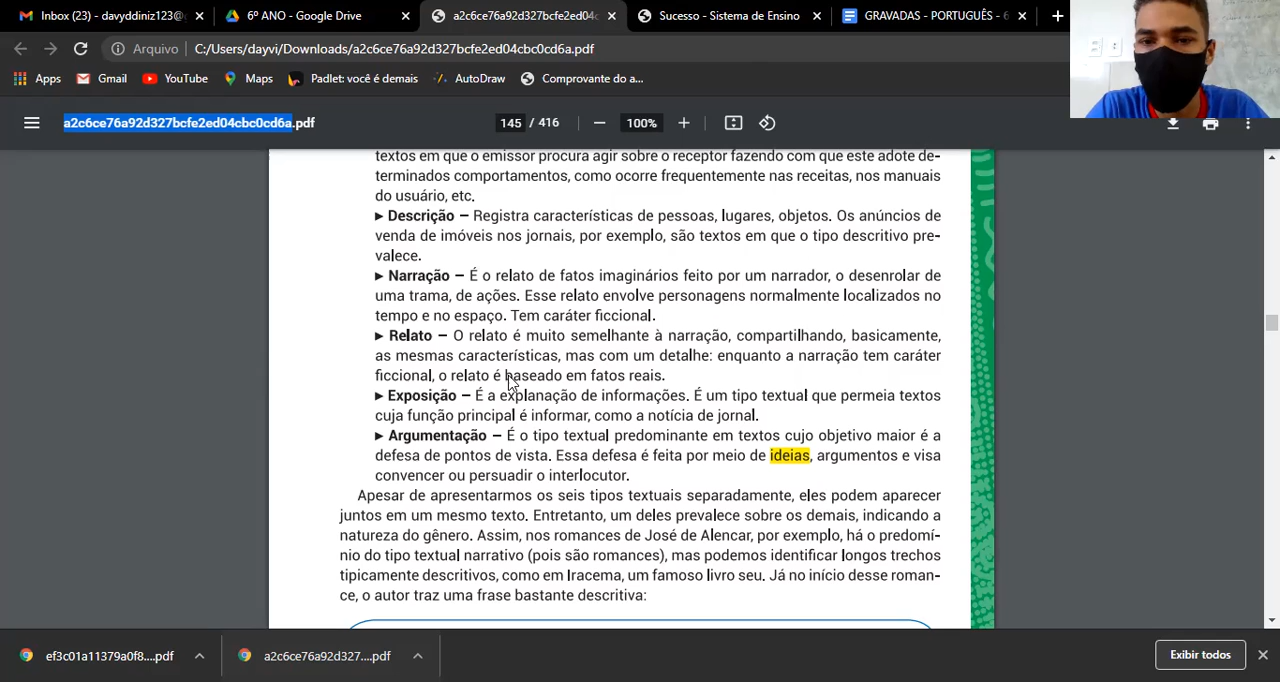 Inbox (23) - davyddiniz123@
6º ANO - Google Drive
a2c6ce76a92d327bcfe2ed04cb
Sucesso - Sistema de Ensino
GRAVADAS - PORTUGUÊS - 6
Arquivo
C:/Users/dayvi/Downloads/a2c6ce76a92d327bcfe2ed04cbc0cd6a.pdf
Apps
Gmail
YouTube
Maps
Padlet: você é demais
AutoDraw
Comprovante do a...
a2c6ce76a92d327bcfe2ed04cbc0cd6a.pdf
145 / 416
100%
textos em que o emissor procura agir sobre o receptor fazendo com que este adote de-
terminados comportamentos, como ocorre frequentemente nas receitas, nos manuais
do usuário, etc.
▶ Descrição – Registra características de pessoas, lugares, objetos. Os anúncios de
venda de imóveis nos jornais, por exemplo, são textos em que o tipo descritivo pre-
valece.
▶ Narração – É o relato de fatos imaginários feito por um narrador, o desenrolar de
uma trama, de ações. Esse relato envolve personagens normalmente localizados no
tempo e no espaço. Tem caráter ficcional.
▶ Relato – O relato é muito semelhante à narração, compartilhando, basicamente,
as mesmas características, mas com um detalhe: enquanto a narração tem caráter
ficcional, o relato é baseado em fatos reais.
▶ Exposição – É a explanação de informações. É um tipo textual que permeia textos
cuja função principal é informar, como a notícia de jornal.
▶ Argumentação – É o tipo textual predominante em textos cujo objetivo maior é a
defesa de pontos de vista. Essa defesa é feita por meio de ideias, argumentos e visa
convencer ou persuadir o interlocutor.
Apesar de apresentarmos os seis tipos textuais separadamente, eles podem aparecer
juntos em um mesmo texto. Entretanto, um deles prevalece sobre os demais, indicando a
natureza do gênero. Assim, nos romances de José de Alencar, por exemplo, há o predomí-
nio do tipo textual narrativo (pois são romances), mas podemos identificar longos trechos
tipicamente descritivos, como em Iracema, um famoso livro seu. Já no início desse roman-
ce, o autor traz uma frase bastante descritiva:
ef3c01a11379a0f8....pdf
a2c6ce76a92d327....pdf
Exibir todos